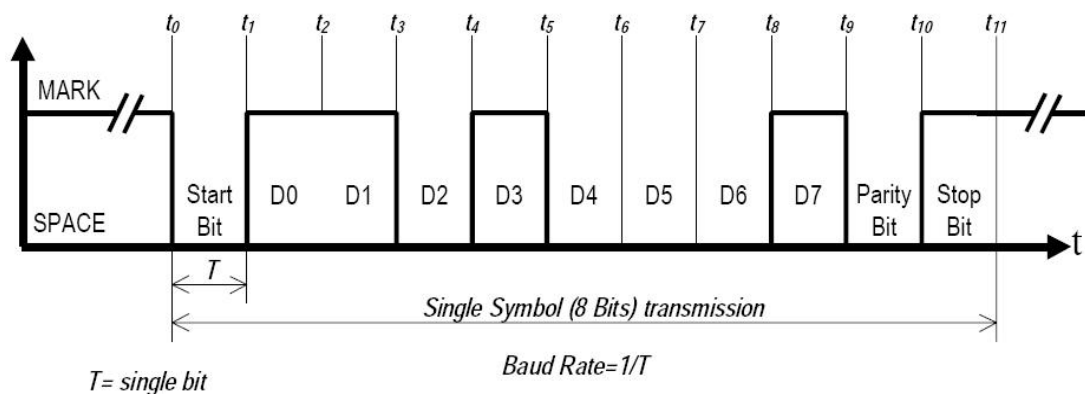 t0 t1 t2 t3 t4 t5 t6 t7 t8 t9 t10 t11
MARK
Start Bit D0 D1 D2 D3 D4 D5 D6 D7 Parity Bit Stop Bit
SPACE
t
T
Single Symbol (8 Bits) transmission
Baud Rate=1/T
T= single bit